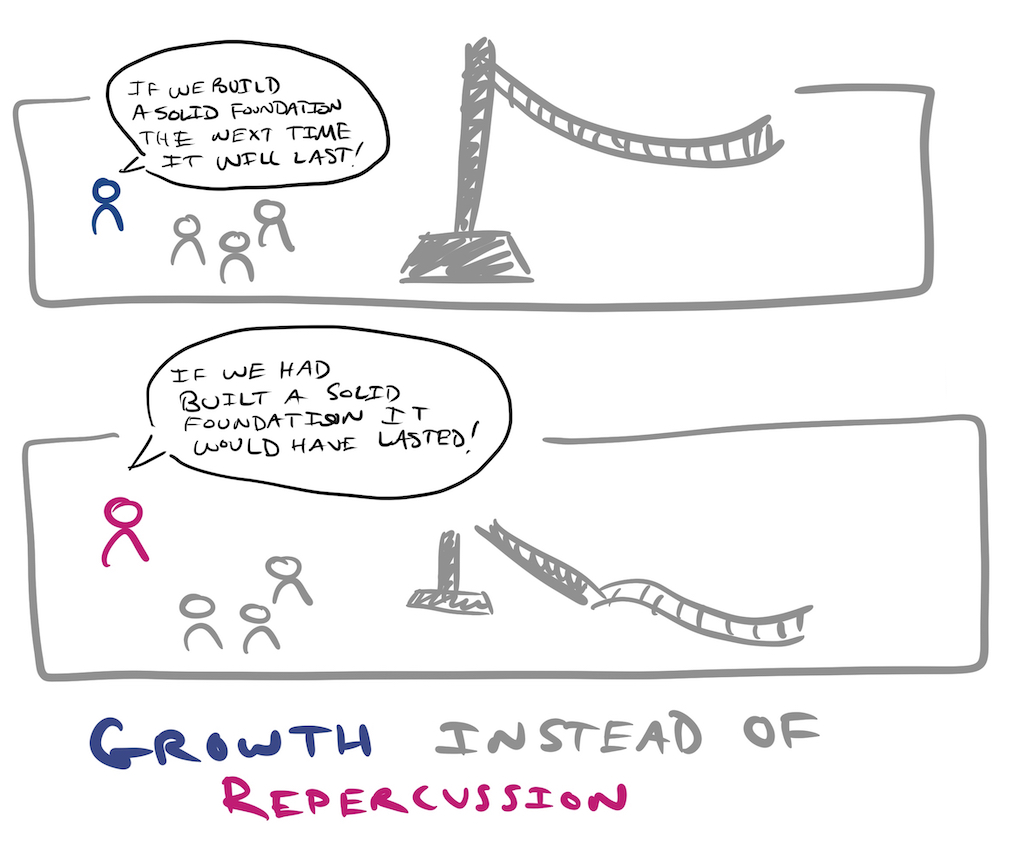 IF WE BUILD
A SOLID FOUNDATION
THE NEXT TIME
IT WILL LAST!
IF WE HAD
BUILT A SOLID
FOUNDATION IT
WOULD HAVE LASTED!
GROWTH INSTEAD OF
REPERCUSSION